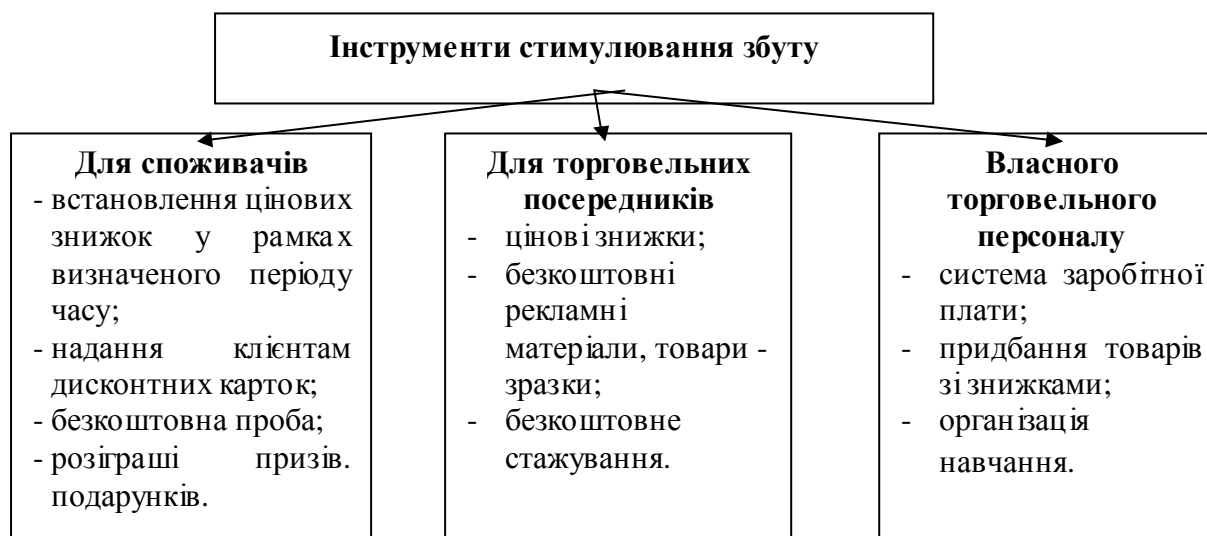 Інструменти стимулювання збуту
Для споживачів
- встановлення цінових
знижок у рамках
визначеного періоду
часу;
- надання клієнтам
дисконтних карток;
- безкоштовна проба;
- розіграші призів.
подарунків.
Для торговельних
посередників
- цінові знижки;
- безкоштовні
рекламні
матеріали, товари -
зразки;
- безкоштовне
стажування.
Власного
торговельного
персоналу
- система заробітної
плати;
- придбання товарів
зі знижками;
- організація
навчання.